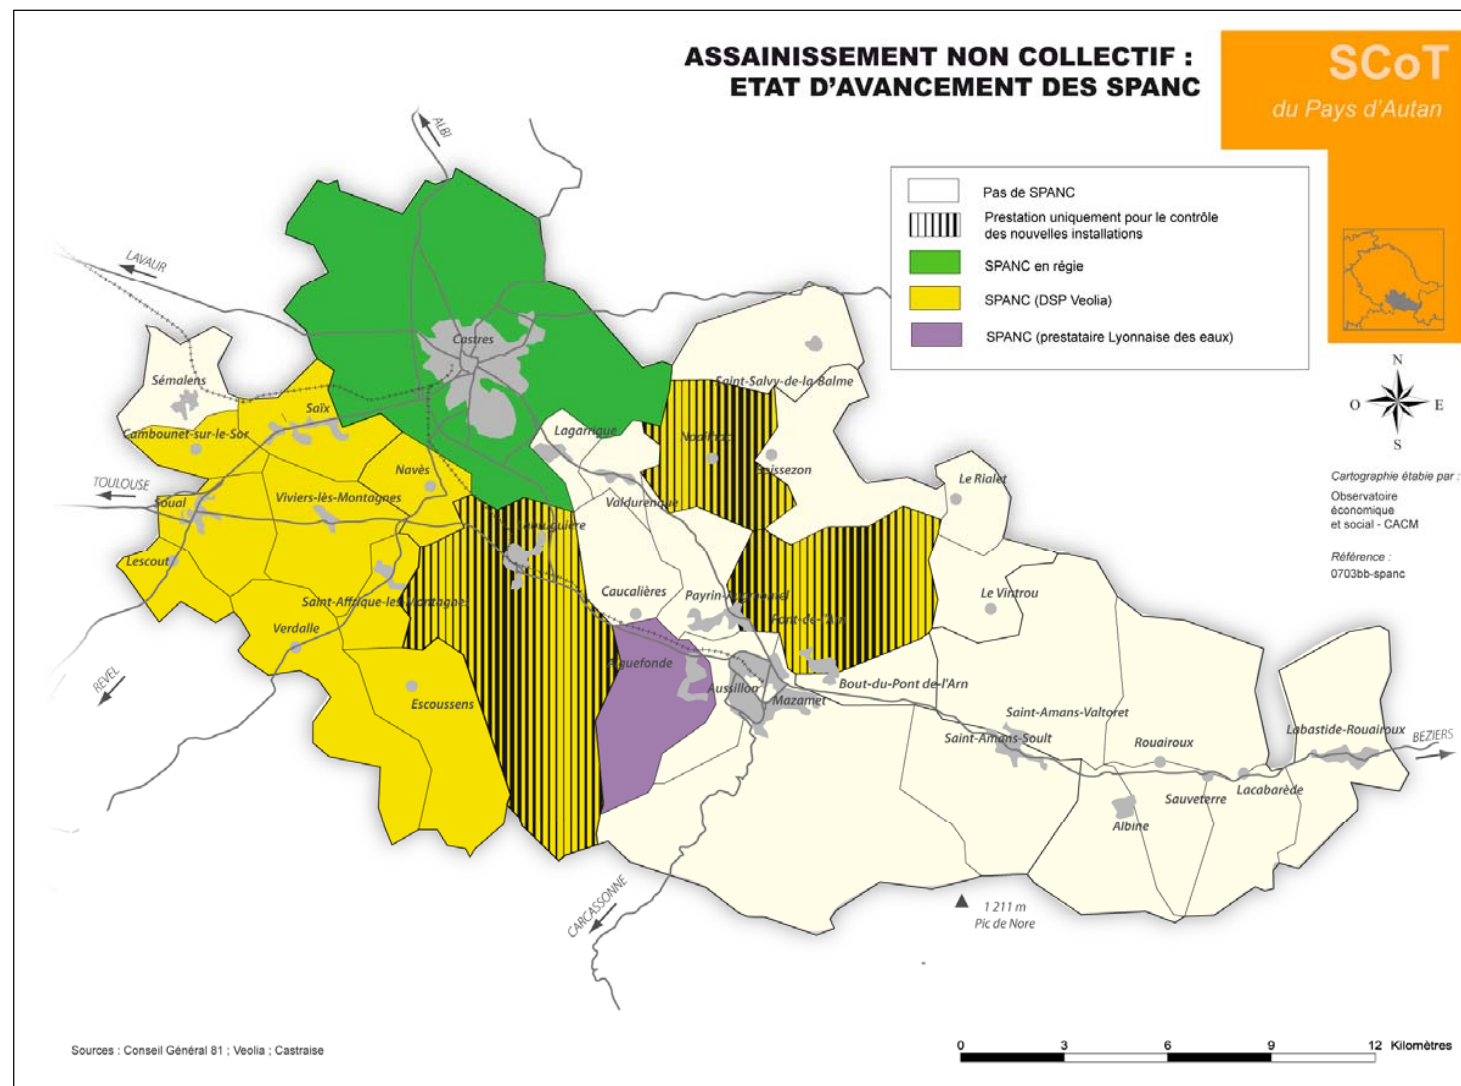 ASSAINISSEMENT NON COLLECTIF :
ETAT D'AVANCEMENT DES SPANC
SCoT
du Pays d'Autan
Pas de SPANC
Prestation uniquement pour le contrôle
des nouvelles installations
SPANC en régie
SPANC (DSP Veolia)
SPANC (prestataire Lyonnaise des eaux)
N
O
E
S
Cartographie étabie par :
Observatoire
économique
et social - CACM
Référence :
0703bb-spanc
ALBI
LAVAUR
Castres
Sémalens
Saint-Salvy-de-la-Balme
Saïx
Cambounet-sur-le-Sor
Lagarrigue
Noailhac
Boissezon
Navès
Le Rialet
TOULOUSE
Viviers-lès-Montagnes
Soual
Valdurenque
Labruguière
Lescout
Saint-Affrique-les-Montagnes
Caucalières
Payrin-Augmontel
Le Vintrou
Pont-de-l'Arn
Verdalle
Aiguefonde
REVEL
Escoussens
Aussillon
Mazamet
Bout-du-Pont de-l'Arn
Saint-Amans-Valtoret
Saint-Amans-Soult
Rouairoux
Labastide-Rouairoux
BEZIERS
Sauveterre
Lacabarède
Albine
CARCASSONNE
1 211 m
Pic de Nore
Sources : Conseil Général 81 ; Veolia ; Castraise
0 3 6 9 12 Kilomètres